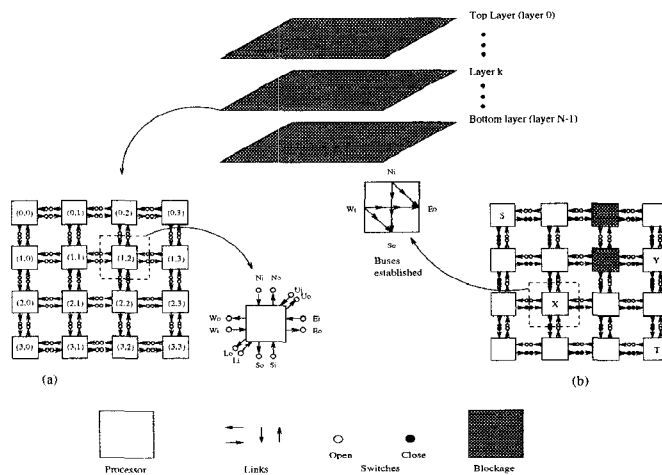 Top Layer (layer 0)
Layer k
Bottom layer (layer N-1)
Ni
Wi
Eo
So
Buses
established
(0,0) (0,1) (0,2) (0,3)
(1,0) (1,1) (1,2) (1,3)
(2,0) (2,1) (2,2) (2,3)
(3,0) (3,1) (3,2) (3,3)
(a)
Ni No
Ui
Uo
Wo Ei
Wi Eo
Lo
Li
So Si
S
Y
X
T
(b)
Processor
Links
Open Close
Switches
Blockage